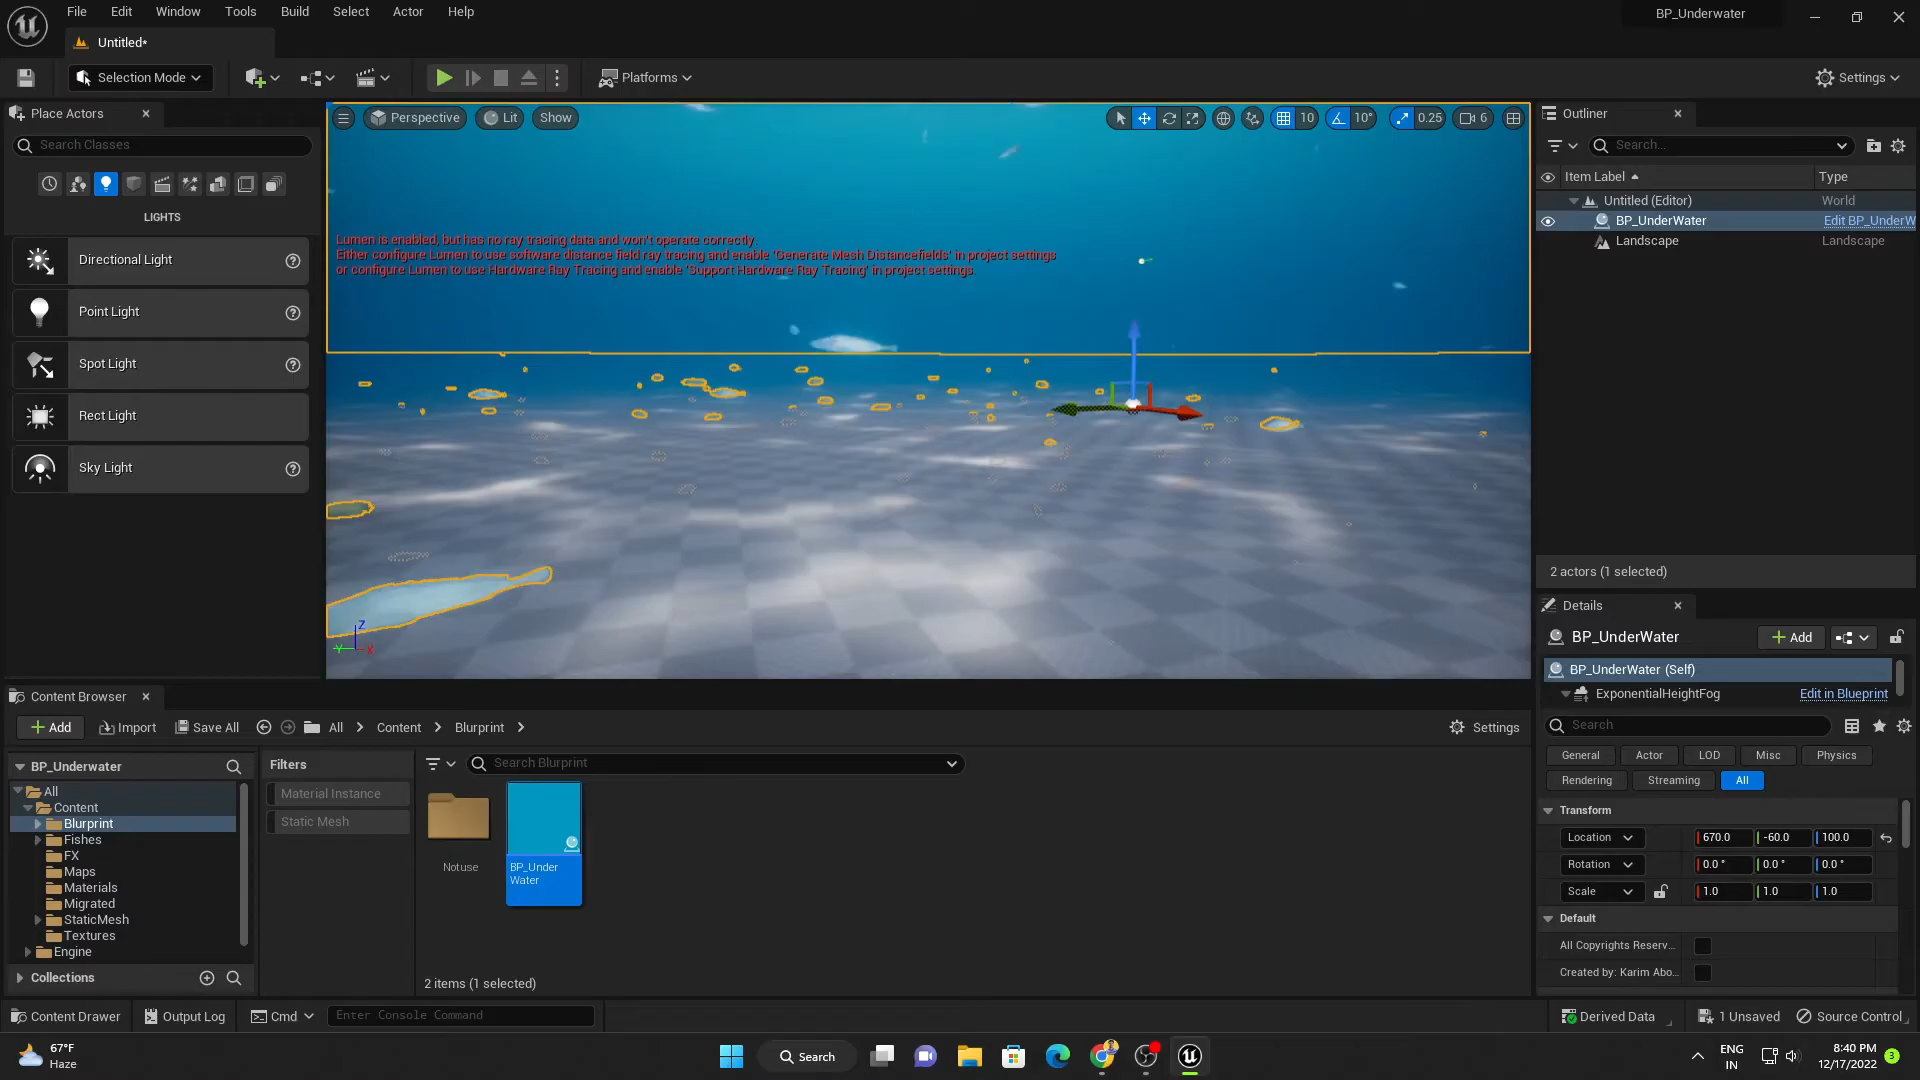 File Edit Window Tools Build Select Actor Help
BP_Underwater
Untitled*
Selection Mode
Platforms
Settings
Place Actors
Search Classes
LIGHTS
Directional Light
Point Light
Spot Light
Rect Light
Sky Light
Perspective Lit Show
10 10° 0.25 6
Lumen is enabled, but has no ray tracing data and won't operate correctly.
Either configure Lumen to use software distance field ray tracing and enable 'Generate Mesh Distancefields' in project settings
or configure Lumen to use Hardware Ray Tracing and enable 'Support Hardware Ray Tracing' in project settings.
Z
Y X
Outliner
Search...
Item Label Type
Untitled (Editor) World
BP_UnderWater Edit BP_UnderW
Landscape Landscape
2 actors (1 selected)
Details
BP_UnderWater
Add
BP_UnderWater (Self)
ExponentialHeightFog Edit in Blueprint
Search
General Actor LOD Misc Physics
Rendering Streaming All
Transform
Location 670.0 -60.0 100.0
Rotation 0.0 ° 0.0 ° 0.0 °
Scale 1.0 1.0 1.0
Default
All Copyrights Reserv...
Created by: Karim Abo...
Content Browser
Add Import Save All All Content Blurprint
Settings
BP_Underwater
All
Content
Blurprint
Fishes
FX
Maps
Materials
Migrated
StaticMesh
Textures
Engine
Collections
Filters
Material Instance
Static Mesh
Search Blurprint
Notuse
BP_Under
Water
2 items (1 selected)
Content Drawer Output Log Cmd Enter Console Command
Derived Data 1 Unsaved Source Control
67°F
Haze
Search
ENG
IN
8:40 PM
12/17/2022
3